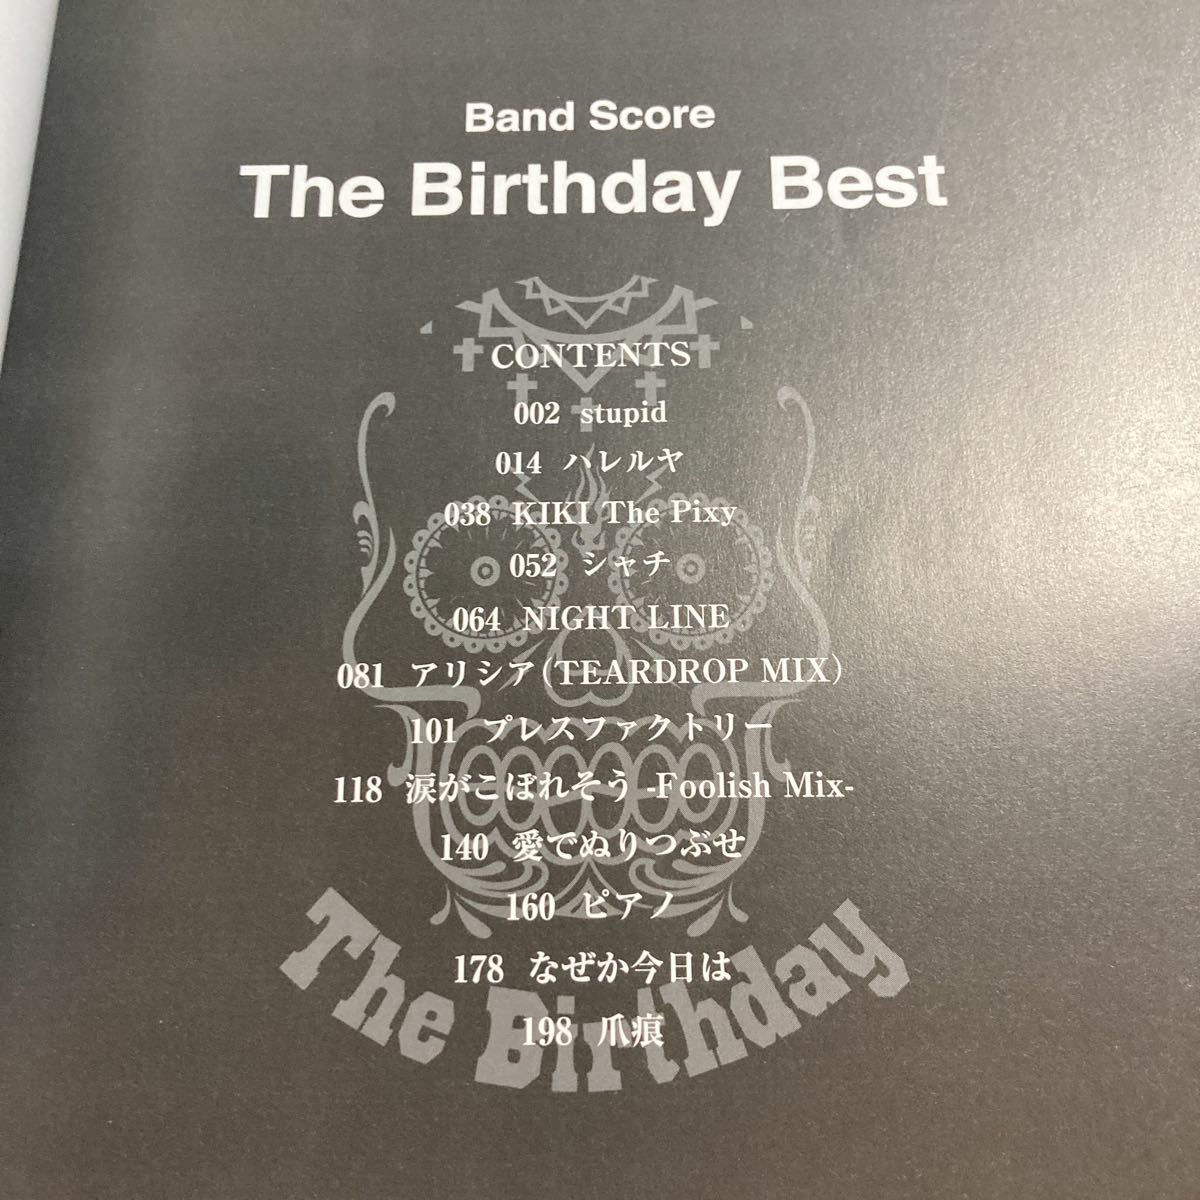 Band Score
The Birthday Best
CONTENTS
002 stupid
014 ハレルヤ
038 KIKI The Pixy
052 シャチ
064 NIGHT LINE
081 アリシア(TEARDROP MIX)
101 プレスファクトリー
118 涙がこぼれそう -Foolish Mix-
140 愛でぬりつぶせ
160 ピアノ
178 なぜか今日は
198 爪痕
The Birthday